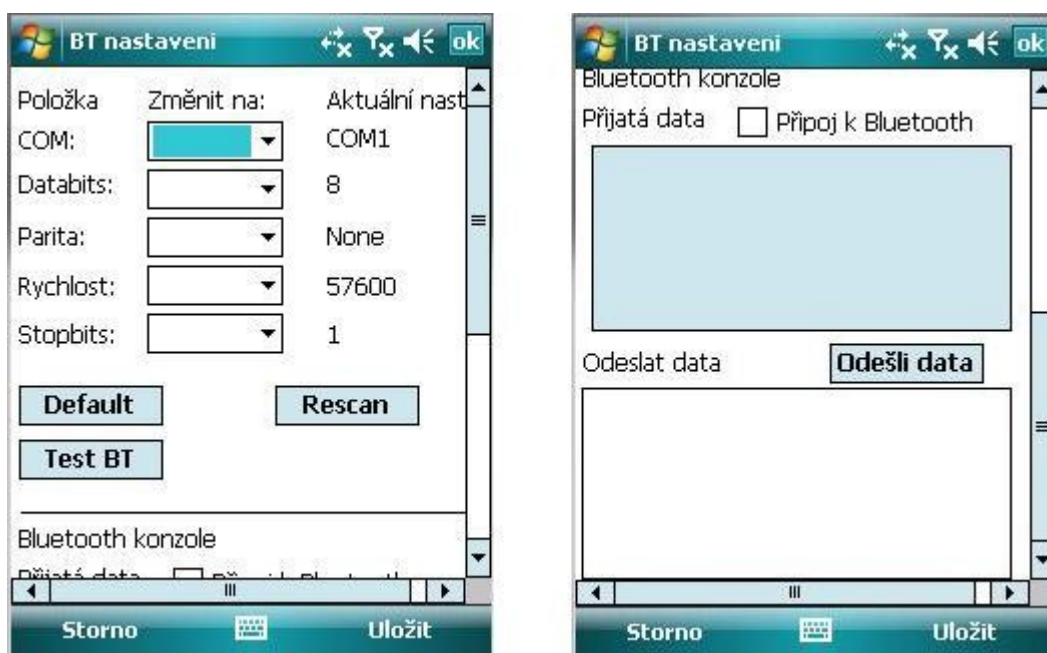 BT nastaveni ok
Položka Změnit na: Aktuální nast
COM: COM1
Databits: 8
Parita: None
Rychlost: 57600
Stopbits: 1
Default Rescan
Test BT
Bluetooth konzole
Přijatá data
Storno Uložit
BT nastaveni ok
Bluetooth konzole
Přijatá data Připoj k Bluetooth
Odeslat data Odešli data
Storno Uložit